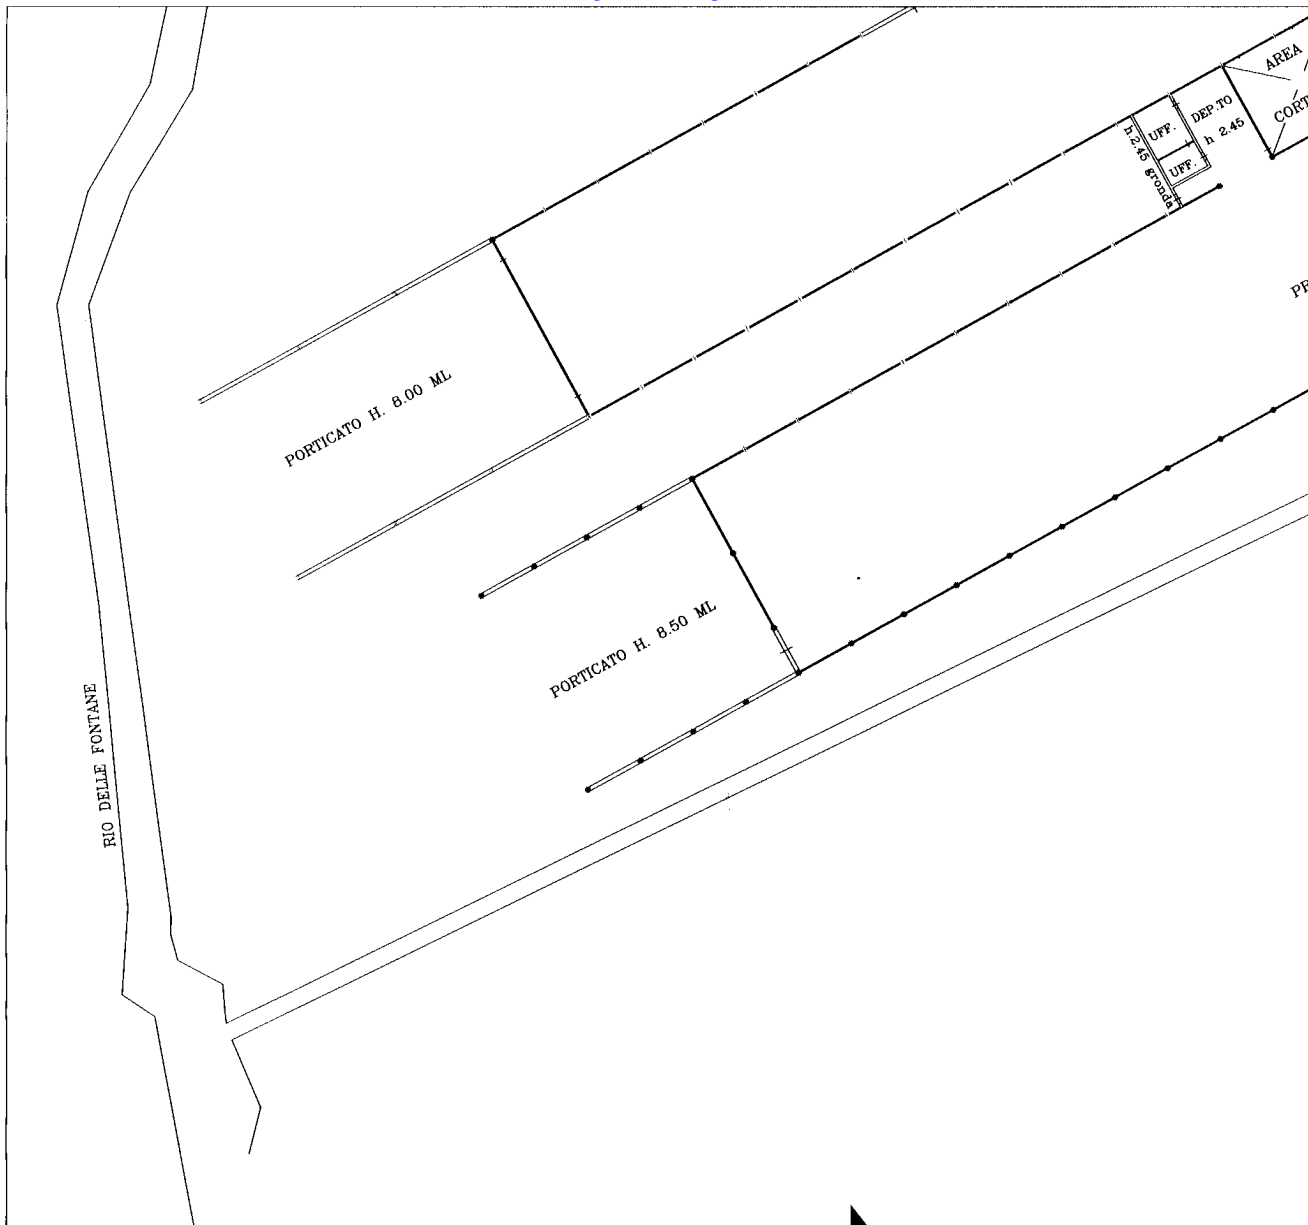 AREA
CORT
DEP.TO
h 2.45
UFF.
UFF.
h.2.45 gronda
PORTICATO H. 8.00 ML
PORTICATO H. 8.50 ML
RIO DELLE FONTANE